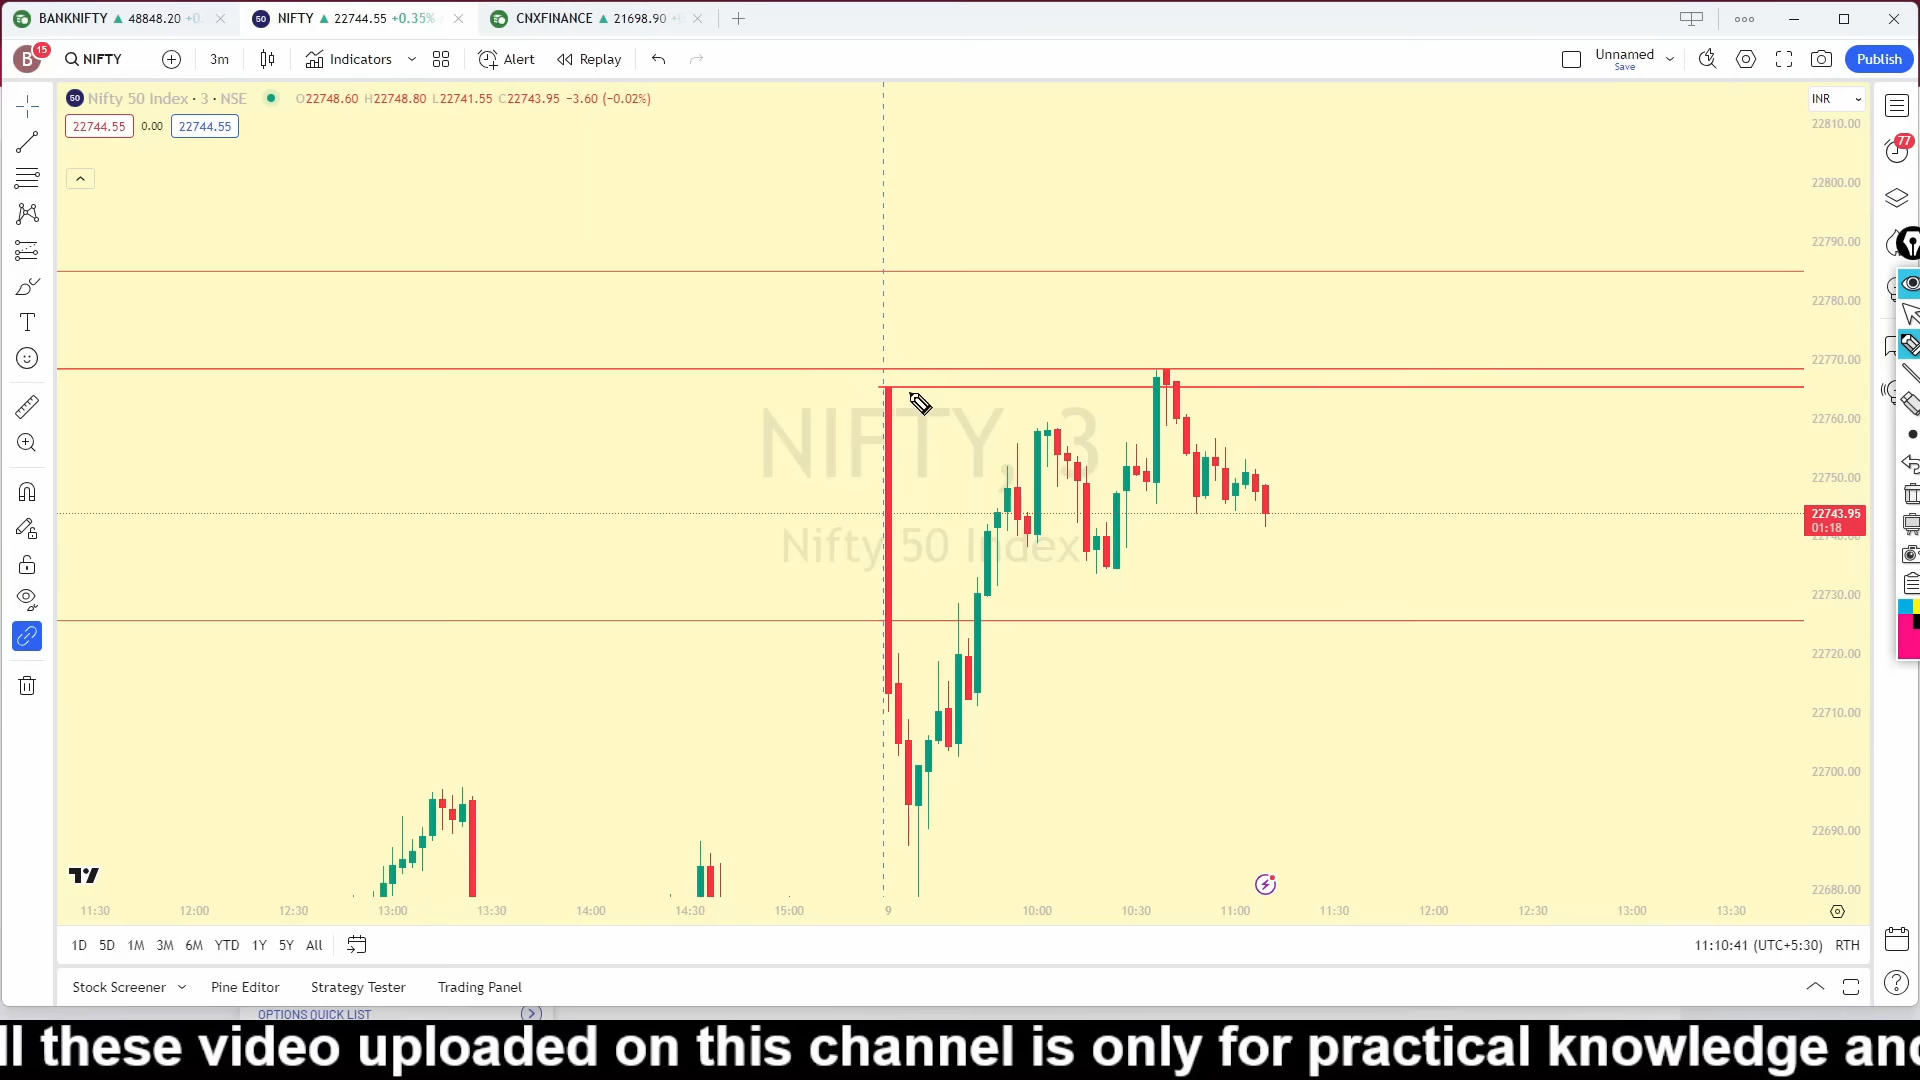 BANKNIFTY ▲ 48848.20 +0.
NIFTY ▲ 22744.55 +0.35%
CNXFINANCE ▲ 21698.90
B 15 NIFTY 3m Indicators Alert Replay Unnamed Save Publish
Nifty 50 Index · 3 · NSE O22748.60 H22748.80 L22741.55 C22743.95 −3.60 (−0.02%) INR
22744.55 0.00 22744.55
22810.00
77
22800.00
22790.00
22780.00
22770.00
22760.00
NIFTY, 3
22750.00
22743.95
01:18
Nifty 50 Index
22730.00
22720.00
22710.00
22700.00
22690.00
22680.00
11:30 12:00 12:30 13:00 13:30 14:00 14:30 15:00 9 10:00 10:30 11:00 11:30 12:00 12:30 13:00 13:30
1D 5D 1M 3M 6M YTD 1Y 5Y All 11:10:41 (UTC+5:30) RTH
Stock Screener Pine Editor Strategy Tester Trading Panel
OPTIONS QUICK LIST
ll these video uploaded on this channel is only for practical knowledge and